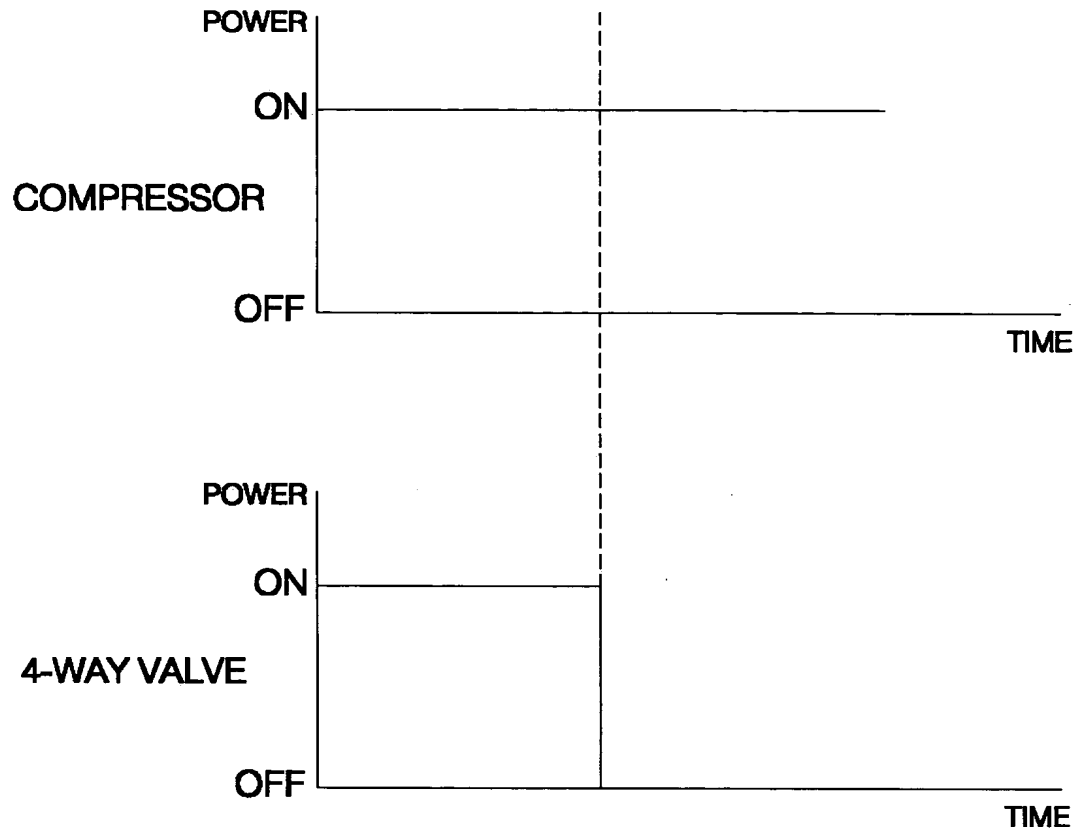 POWER
ON
COMPRESSOR
OFF
TIME
POWER
ON
4-WAY VALVE
OFF
TIME